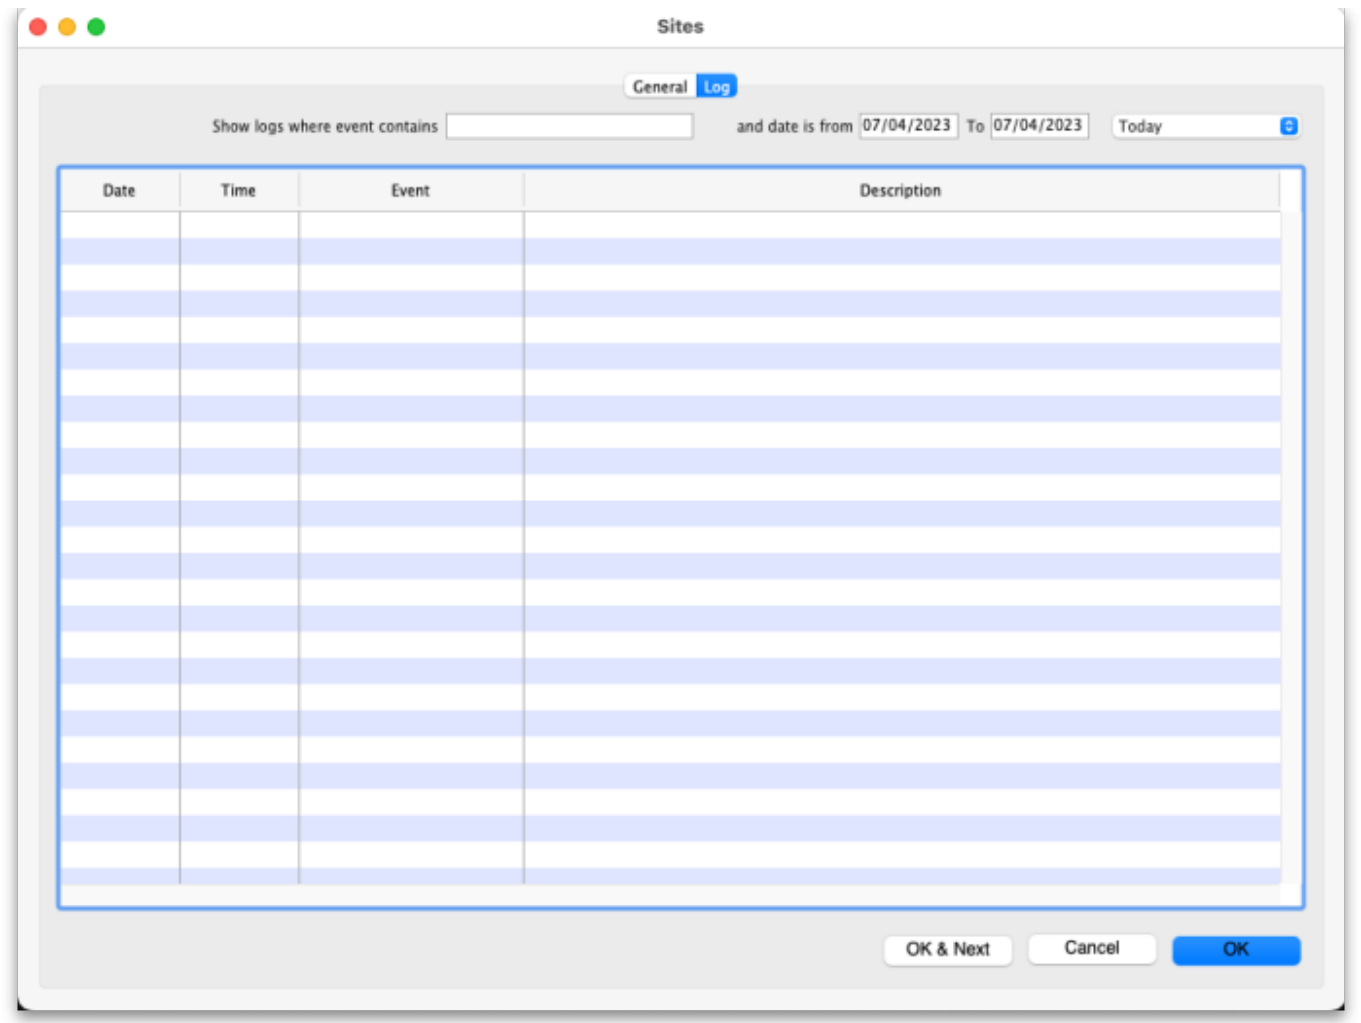 Sites
General Log
Show logs where event contains and date is from 07/04/2023 To 07/04/2023 Today
Date Time Event Description
OK & Next Cancel OK